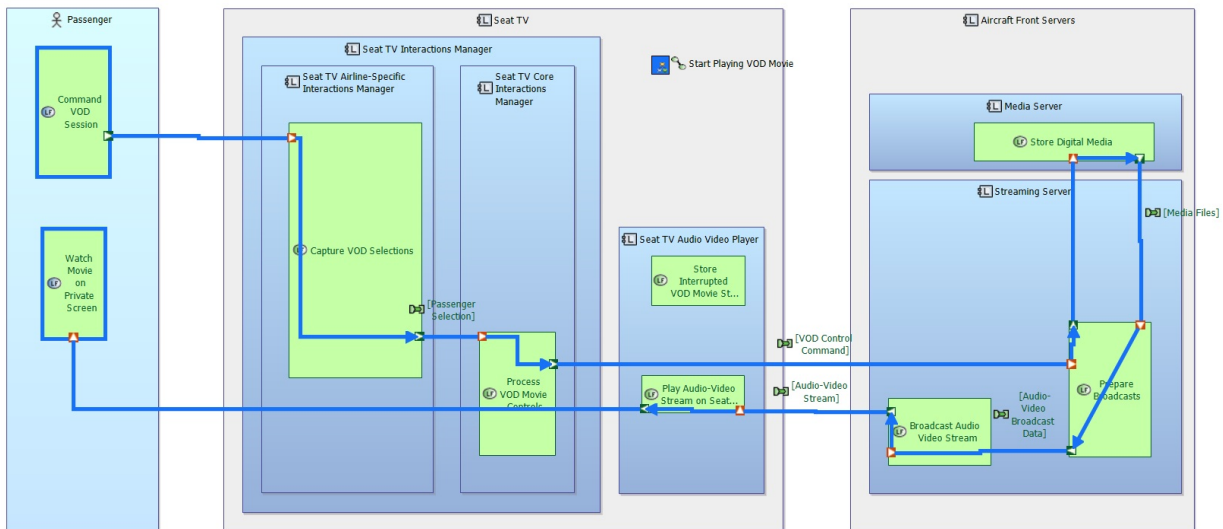 Passenger
Command
VOD
Session
Watch
Movie
on
Private
Screen
Seat TV
Seat TV Interactions Manager
Seat TV Airline-Specific
Interactions Manager
Capture VOD Selections
[Passenger
Selection]
Seat TV Core
Interactions
Manager
Process
VOD Movie
Controls
Start Playing VOD Movie
Seat TV Audio Video Player
Store
Interrupted
VOD Movie St...
Play Audio-Video
Stream on Seat...
[VOD Control
Command]
[Audio-Video
Stream]
Aircraft Front Servers
Media Server
Store Digital Media
Streaming Server
[Media Files]
Prepare
Broadcasts
[Audio-
Video
Broadcast
Data]
Broadcast Audio
Video Stream